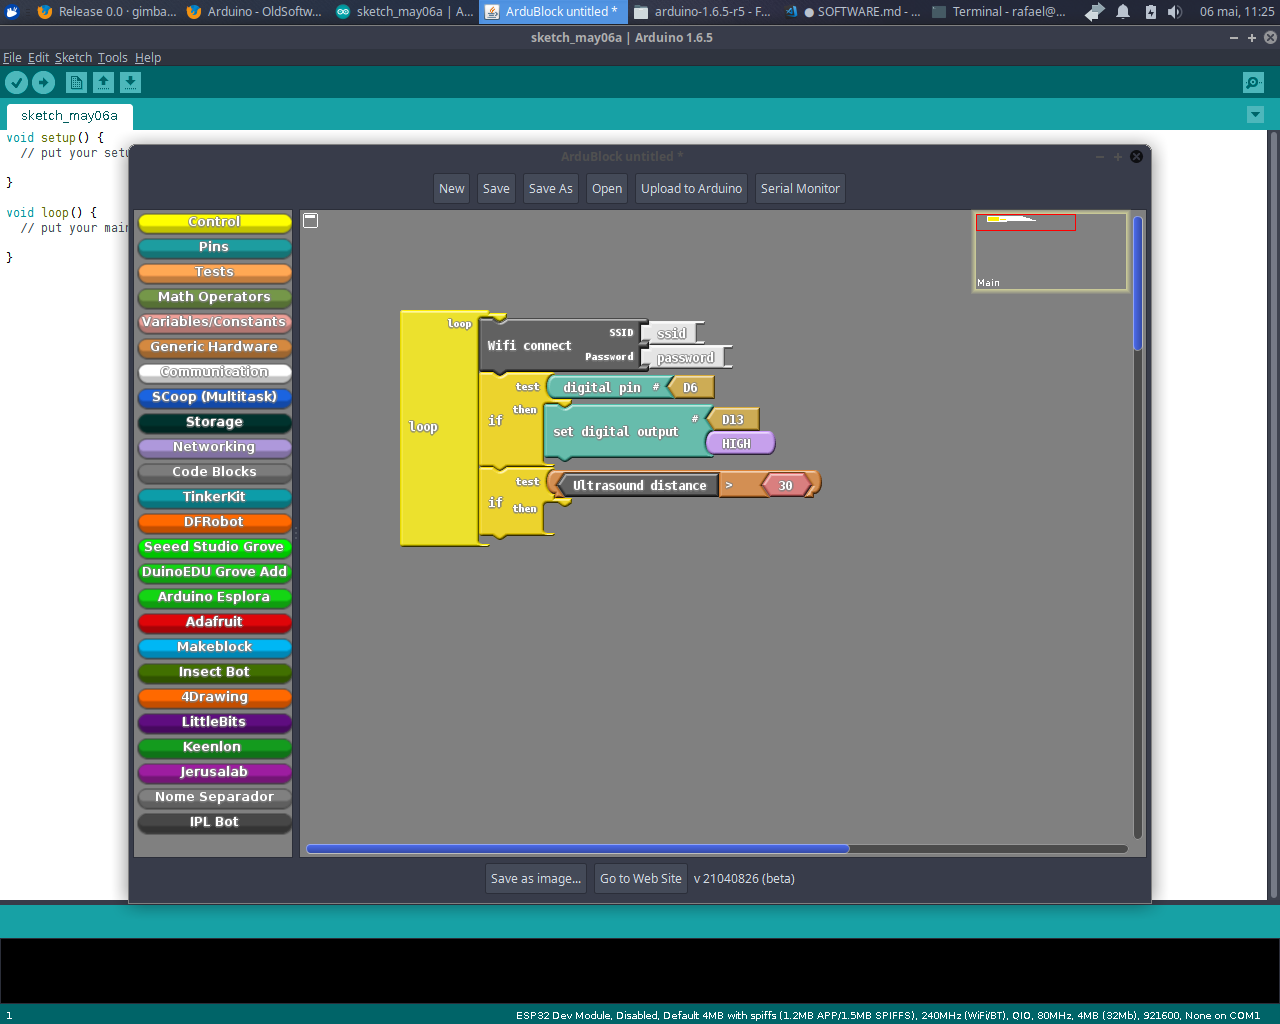 Release 0.0 · gimba...
Arduino - OldSoftw...
sketch_may06a | A...
ArduBlock untitled *
arduino-1.6.5-r5 - F...
● SOFTWARE.md - ...
Terminal - rafael@...
06 mai, 11:25
sketch_may06a | Arduino 1.6.5
File Edit Sketch Tools Help
sketch_may06a
void setup() {
// put your setu
}
void loop() {
// put your main
}
ArduBlock untitled *
New Save Save As Open Upload to Arduino Serial Monitor
Control
Pins
Tests
Math Operators
Variables/Constants
Generic Hardware
Communication
SCoop (Multitask)
Storage
Networking
Code Blocks
TinkerKit
DFRobot
Seeed Studio Grove
DuinoEDU Grove Add
Arduino Esplora
Adafruit
Makeblock
Insect Bot
4Drawing
LittleBits
Keenlon
Jerusalab
Nome Separador
IPL Bot
Main
loop
loop
Wifi connect
SSID ssid
Password password
if
test digital pin # D6
then
set digital output # D13
HIGH
if
test Ultrasound distance > 30
then
Save as image... Go to Web Site v 21040826 (beta)
1
ESP32 Dev Module, Disabled, Default 4MB with spiffs (1.2MB APP/1.5MB SPIFFS), 240MHz (WiFi/BT), QIO, 80MHz, 4MB (32Mb), 921600, None on COM1